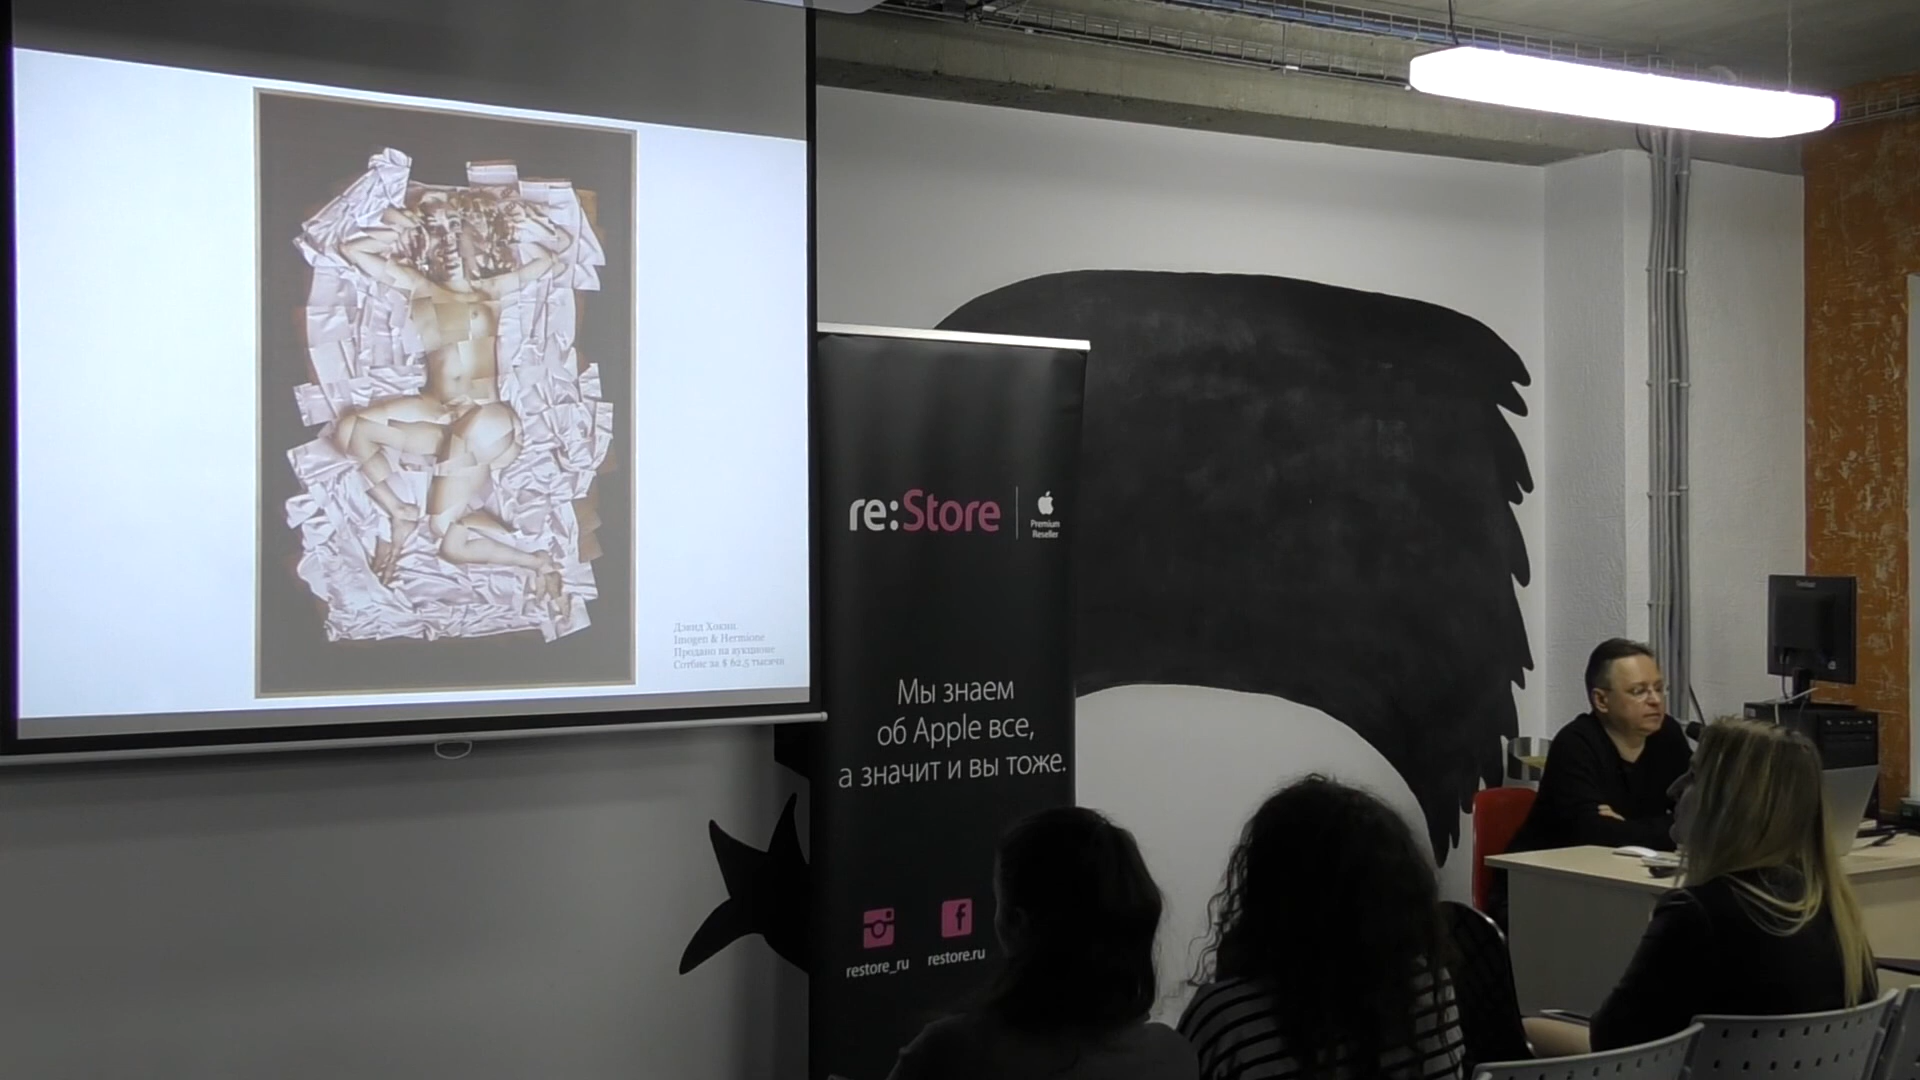 Дэвид Хокни.
Imogen & Hermione
Продано на аукционе
Сотбис за $ 62,5 тысячи
re:Store
Premium
Reseller
Мы знаем
об Apple все,
а значит и вы тоже.
restore_ru
restore.ru